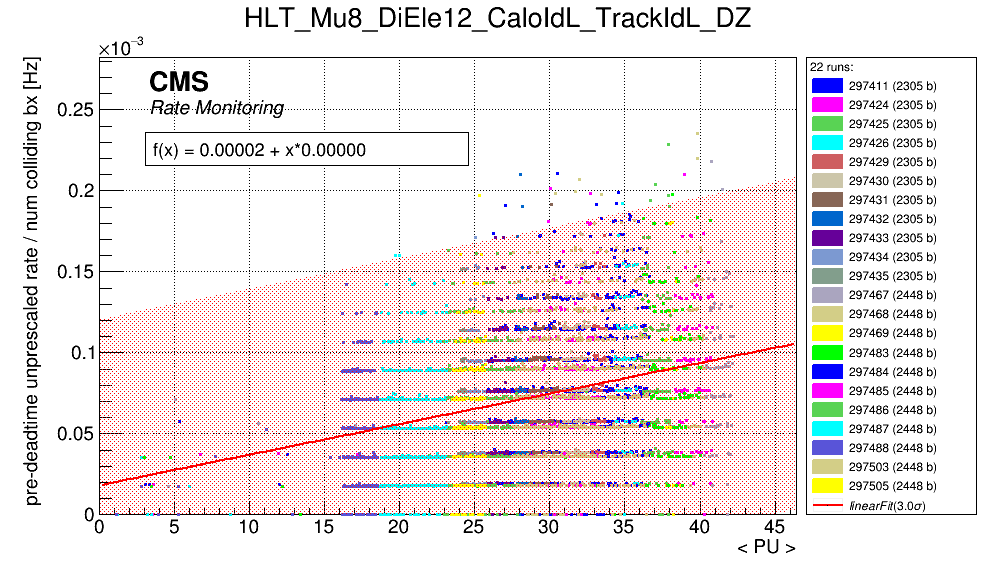 HLT_Mu8_DiEle12_CaloIdL_TrackIdL_DZ
×10⁻³
pre-deadtime unprescaled rate / num colliding bx [Hz]
CMS
Rate Monitoring
f(x) = 0.00002 + x*0.00000
0.25
0.2
0.15
0.1
0.05
0
0 5 10 15 20 25 30 35 40 45
< PU >
22 runs:
297411 (2305 b)
297424 (2305 b)
297425 (2305 b)
297426 (2305 b)
297429 (2305 b)
297430 (2305 b)
297431 (2305 b)
297432 (2305 b)
297433 (2305 b)
297434 (2305 b)
297435 (2305 b)
297467 (2448 b)
297468 (2448 b)
297469 (2448 b)
297483 (2448 b)
297484 (2448 b)
297485 (2448 b)
297486 (2448 b)
297487 (2448 b)
297488 (2448 b)
297503 (2448 b)
297505 (2448 b)
linearFit(3.0σ)